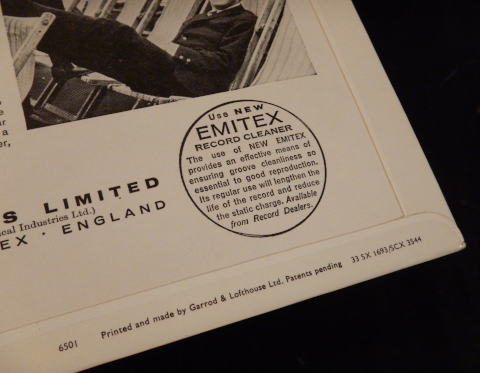 Use NEW
EMITEX
RECORD CLEANER
The use of NEW EMITEX
provides an effective means of
ensuring groove cleanliness so
essential to good reproduction.
Its regular use will lengthen the
life of the record and reduce
the static charge. Available
from Record Dealers.
S LIMITED
ical Industries Ltd.)
EX · ENGLAND
6501 Printed and made by Garrod & Lofthouse Ltd. Patents pending 33 SX 1693/SCX 3544